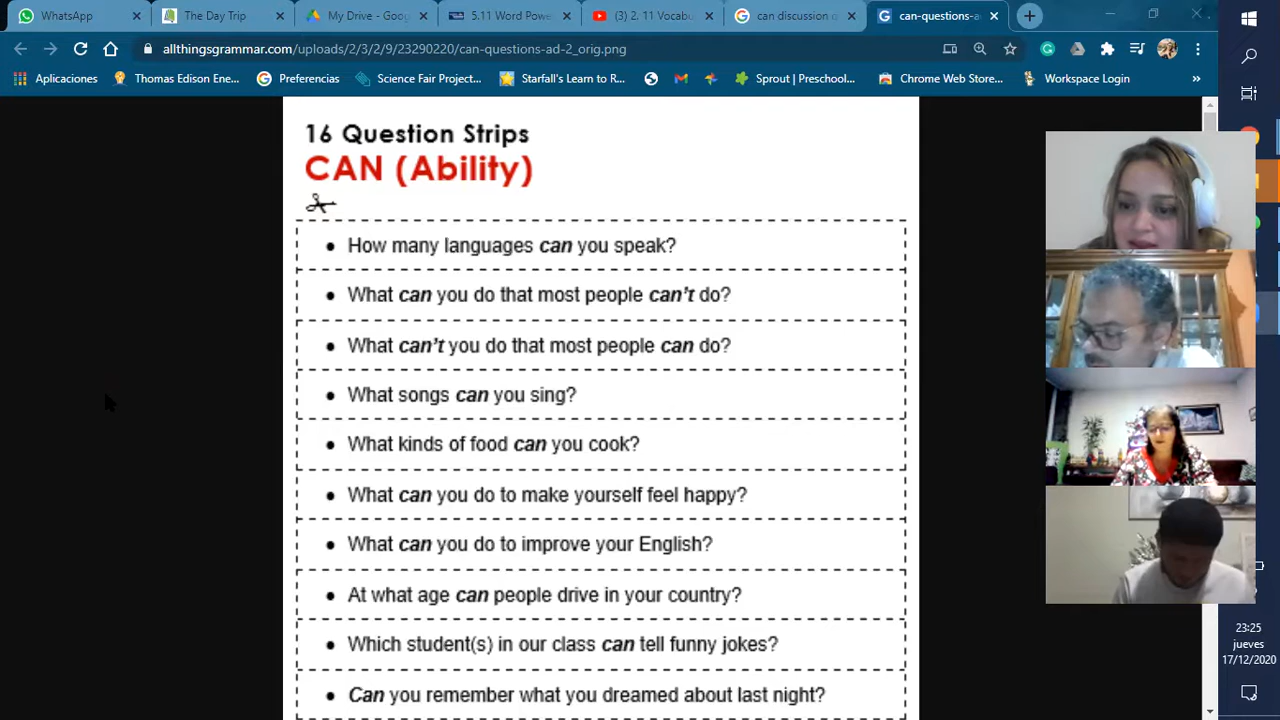 WhatsApp
The Day Trip
My Drive - Goog
5.11 Word Powe
(3) 2. 11 Vocabu
can discussion q
can-questions-a
allthingsgrammar.com/uploads/2/3/2/9/23290220/can-questions-ad-2_orig.png
Aplicaciones
Thomas Edison Ene...
Preferencias
Science Fair Project...
Starfall's Learn to R...
Sprout | Preschool...
Chrome Web Store...
Workspace Login
»
16 Question Strips
CAN (Ability)
• How many languages can you speak?
• What can you do that most people can't do?
• What can't you do that most people can do?
• What songs can you sing?
• What kinds of food can you cook?
• What can you do to make yourself feel happy?
• What can you do to improve your English?
• At what age can people drive in your country?
• Which student(s) in our class can tell funny jokes?
• Can you remember what you dreamed about last night?
23:25
jueves
17/12/2020